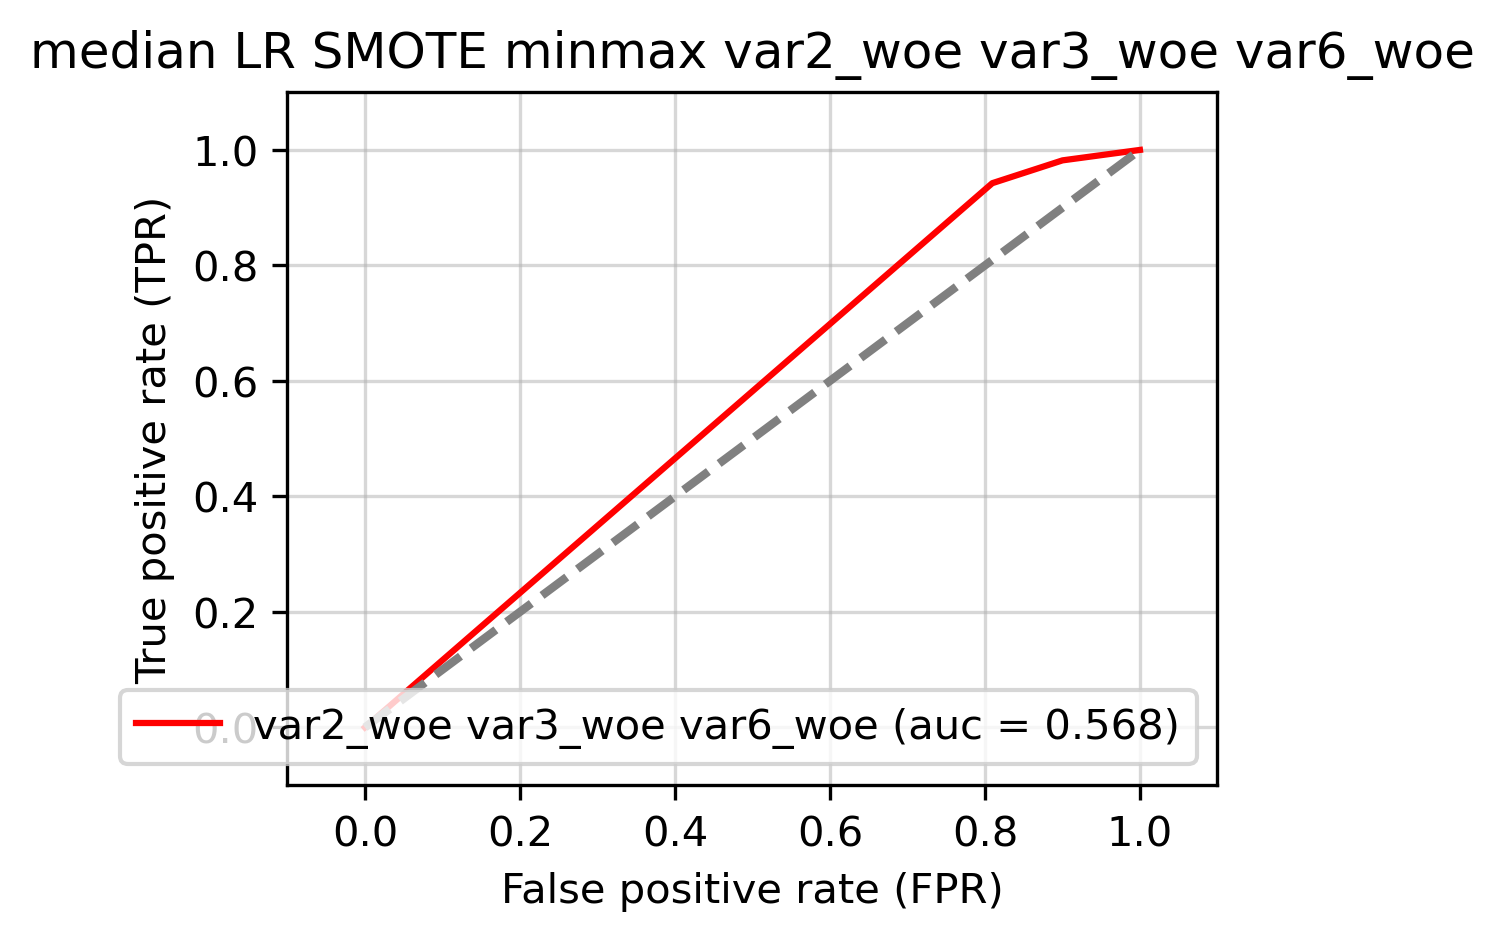 median LR SMOTE minmax var2_woe var3_woe var6_woe
True positive rate (TPR)
1.0
0.8
0.6
0.4
0.2
0.0
var2_woe var3_woe var6_woe (auc = 0.568)
0.0 0.2 0.4 0.6 0.8 1.0
False positive rate (FPR)